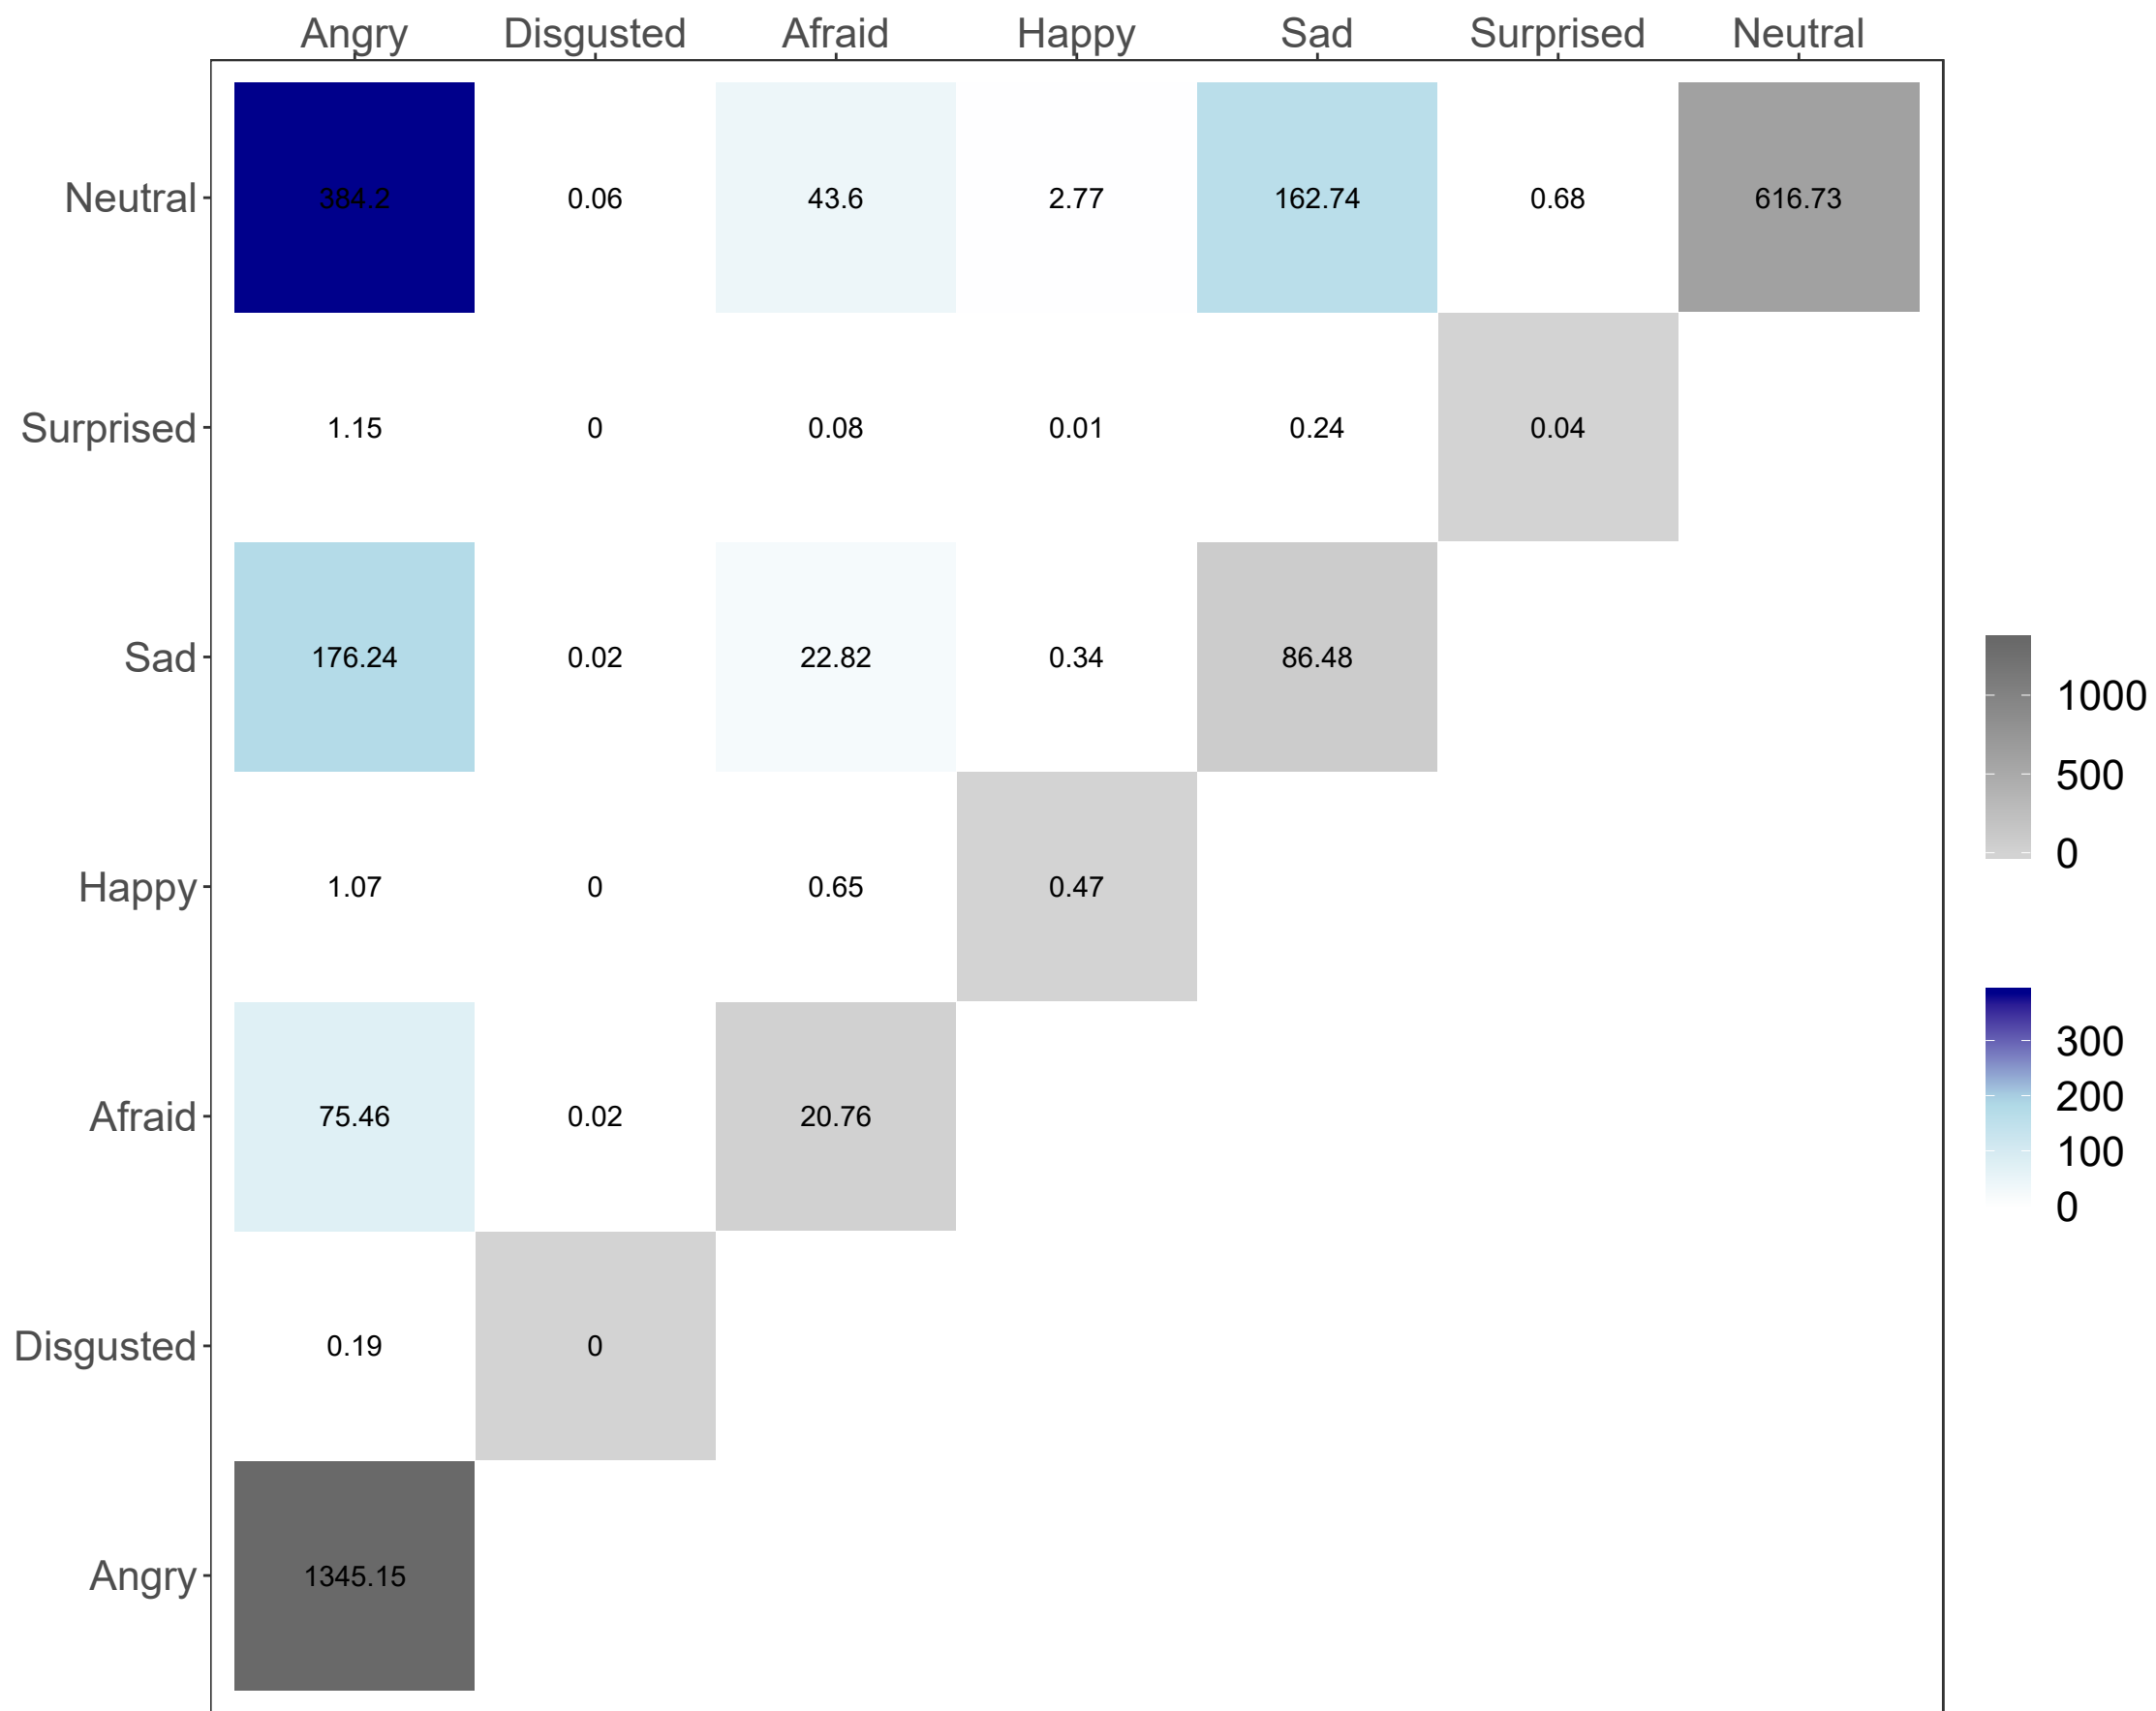 Angry Disgusted Afraid Happy Sad Surprised Neutral
Neutral 384.2 0.06 43.6 2.77 162.74 0.68 616.73
Surprised 1.15 0 0.08 0.01 0.24 0.04
Sad 176.24 0.02 22.82 0.34 86.48
Happy 1.07 0 0.65 0.47
Afraid 75.46 0.02 20.76
Disgusted 0.19 0
Angry 1345.15
1000
500
0
300
200
100
0